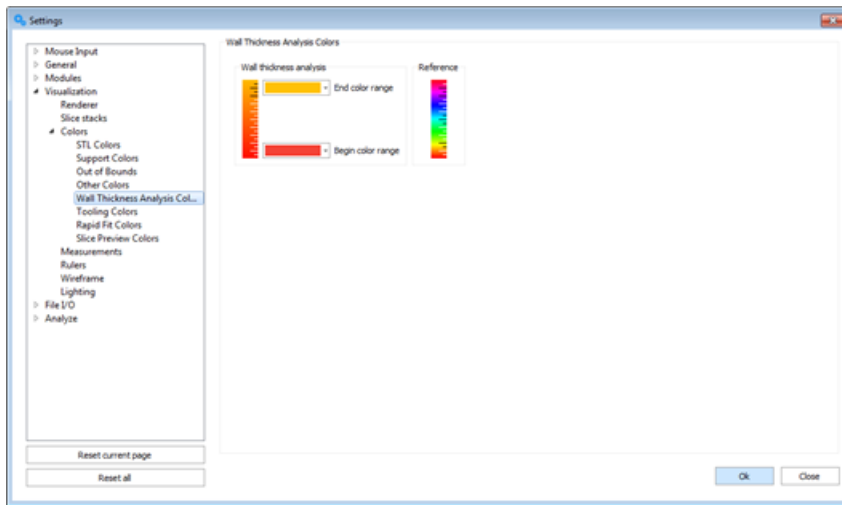 Settings
Mouse Input
General
Modules
Visualization
Renderer
Slice stacks
Colors
STL Colors
Support Colors
Out of Bounds
Other Colors
Wall Thickness Analysis Col...
Tooling Colors
Rapid Fit Colors
Slice Preview Colors
Measurements
Rulers
Wireframe
Lighting
File I/O
Analyze
Reset current page
Reset all
Wall Thickness Analysis Colors
Wall thickness analysis
End color range
Begin color range
Reference
Ok
Close